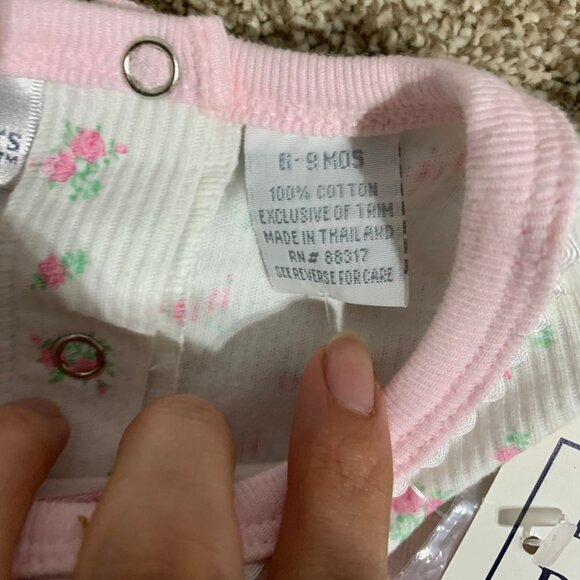 6-9 MOS
100% COTTON
EXCLUSIVE OF TRIM
MADE IN THAILAND
RN# 88317
SEE REVERSE FOR CARE